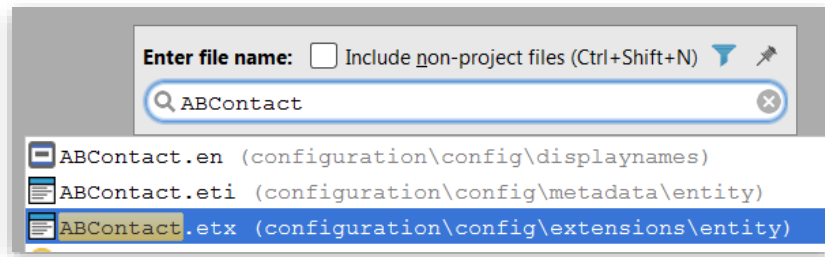 Enter file name: Include non-project files (Ctrl+Shift+N)
ABContact
ABContact.en (configuration\config\displaynames)
ABContact.eti (configuration\config\metadata\entity)
ABContact.etx (configuration\config\extensions\entity)